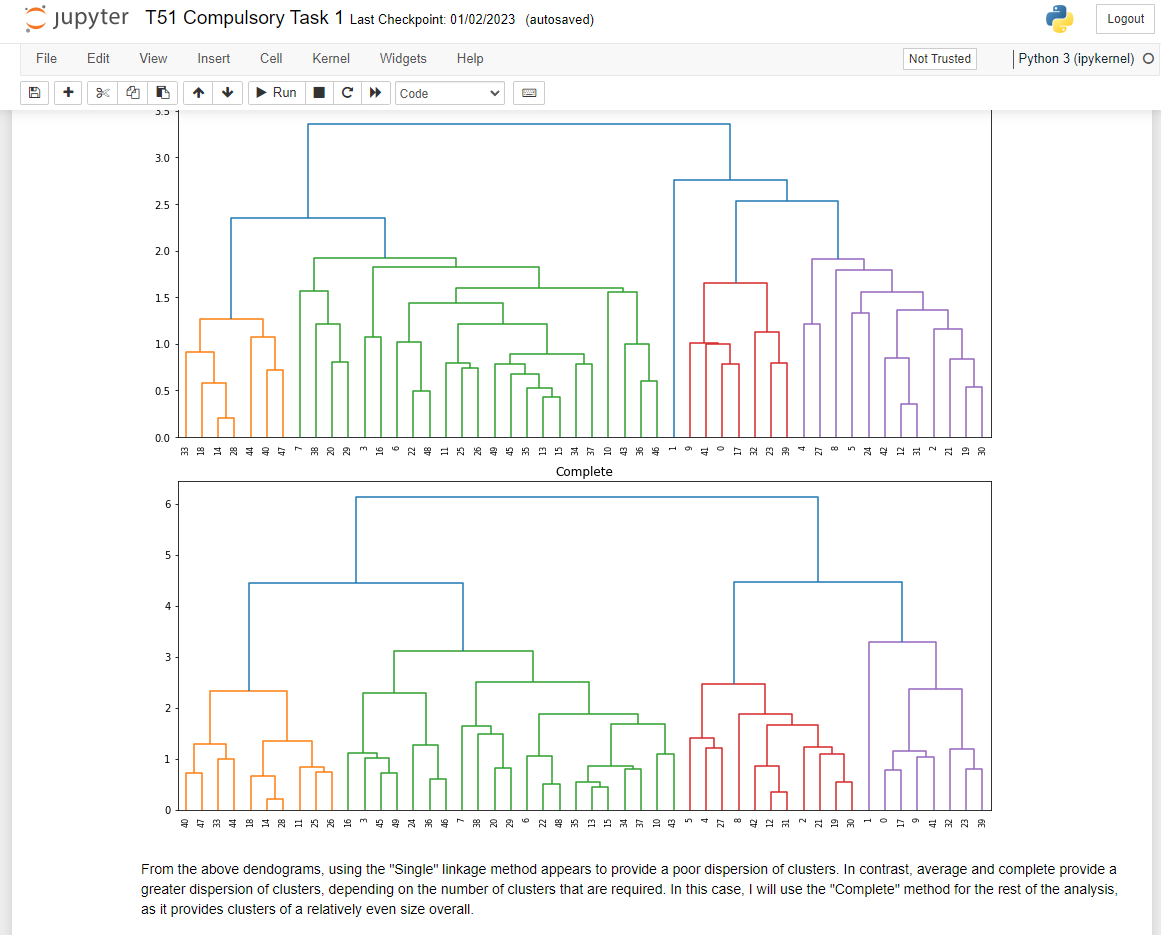 jupyter T51 Compulsory Task 1 Last Checkpoint: 01/02/2023 (autosaved) Logout
File Edit View Insert Cell Kernel Widgets Help Not Trusted Python 3 (ipykernel)
Run Code
3.5
3.0
2.5
2.0
1.5
1.0
0.5
0.0
33 18 14 28 44 40 47 7 38 20 29 3 16 6 22 48 11 25 26 49 45 35 13 15 34 37 10 43 36 46 1 9 41 0 17 32 23 39 4 27 8 5 24 42 12 31 2 21 19 30
Complete
6
5
4
3
2
1
0
40 47 33 44 18 14 28 11 25 26 16 3 45 49 24 36 46 7 38 20 29 6 22 48 35 13 15 34 37 10 43 5 4 27 8 42 12 31 2 21 19 30 1 0 17 9 41 32 23 39
From the above dendograms, using the "Single" linkage method appears to provide a poor dispersion of clusters. In contrast, average and complete provide a
greater dispersion of clusters, depending on the number of clusters that are required. In this case, I will use the "Complete" method for the rest of the analysis,
as it provides clusters of a relatively even size overall.